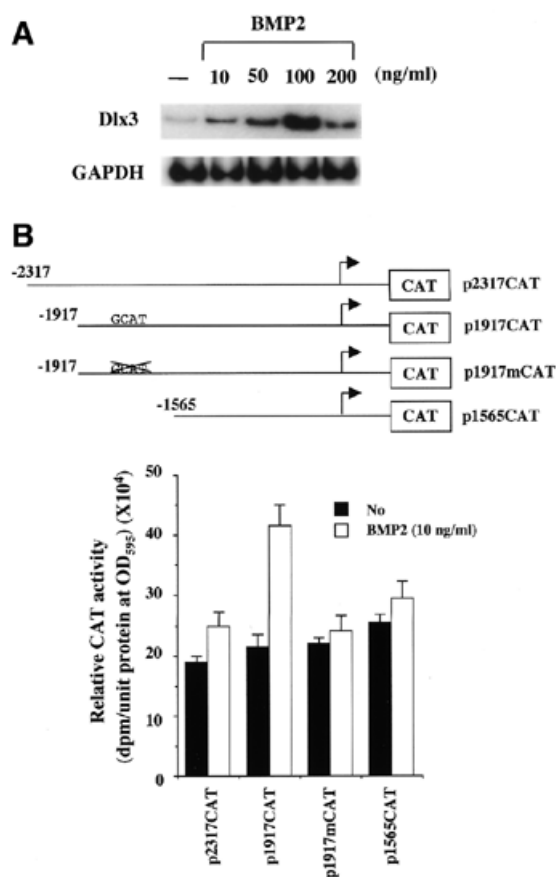 A
BMP2
— 10 50 100 200 (ng/ml)
Dlx3
GAPDH
B
-2317 CAT p2317CAT
-1917 GCAT CAT p1917CAT
-1917 GCAT CAT p1917mCAT
-1565 CAT p1565CAT
Relative CAT activity
(dpm/unit protein at OD595) (X10⁴)
50
40
30
20
10
0
No
BMP2 (10 ng/ml)
p2317CAT
p1917CAT
p1917mCAT
p1565CAT